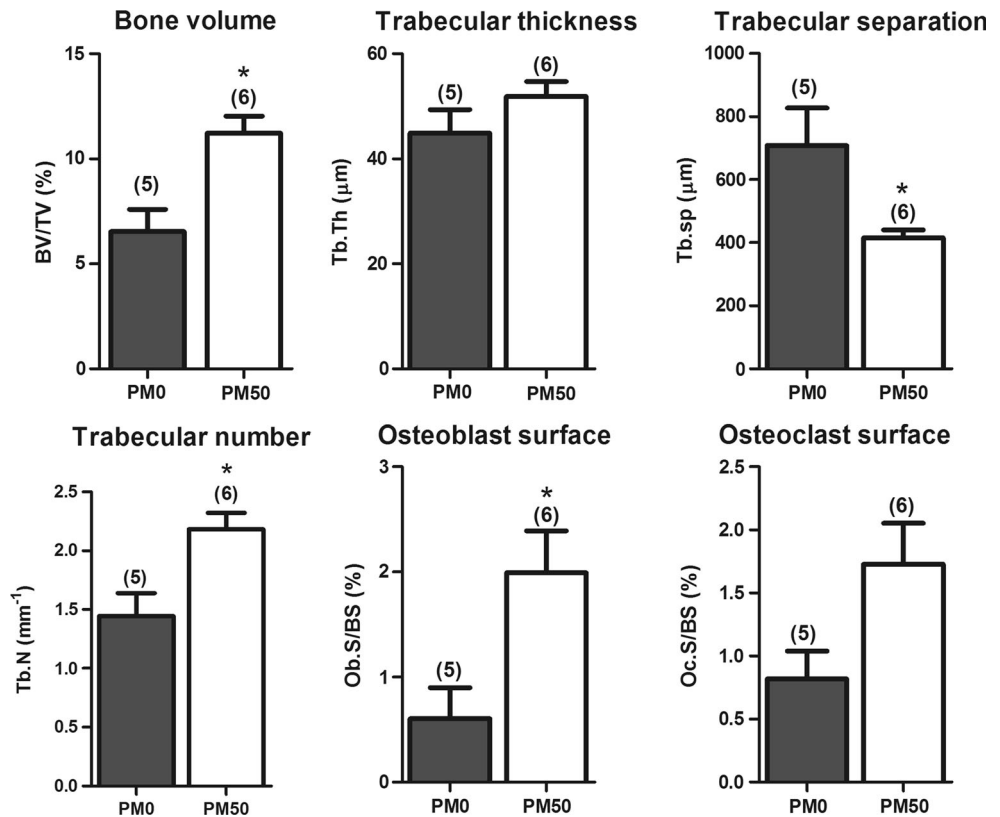 Bone volume
BV/TV (%)
15
10
5
0
(5)
*
(6)
PM0
PM50
Trabecular thickness
Tb.Th (μm)
60
40
20
0
(5)
(6)
PM0
PM50
Trabecular separation
Tb.sp (μm)
1000
800
600
400
200
0
(5)
*
(6)
PM0
PM50
Trabecular number
Tb.N (mm⁻¹)
2.5
2.0
1.5
1.0
0.5
0.0
(5)
*
(6)
PM0
PM50
Osteoblast surface
Ob.S/BS (%)
3
2
1
0
(5)
*
(6)
PM0
PM50
Osteoclast surface
Oc.S/BS (%)
2.5
2.0
1.5
1.0
0.5
0.0
(5)
(6)
PM0
PM50